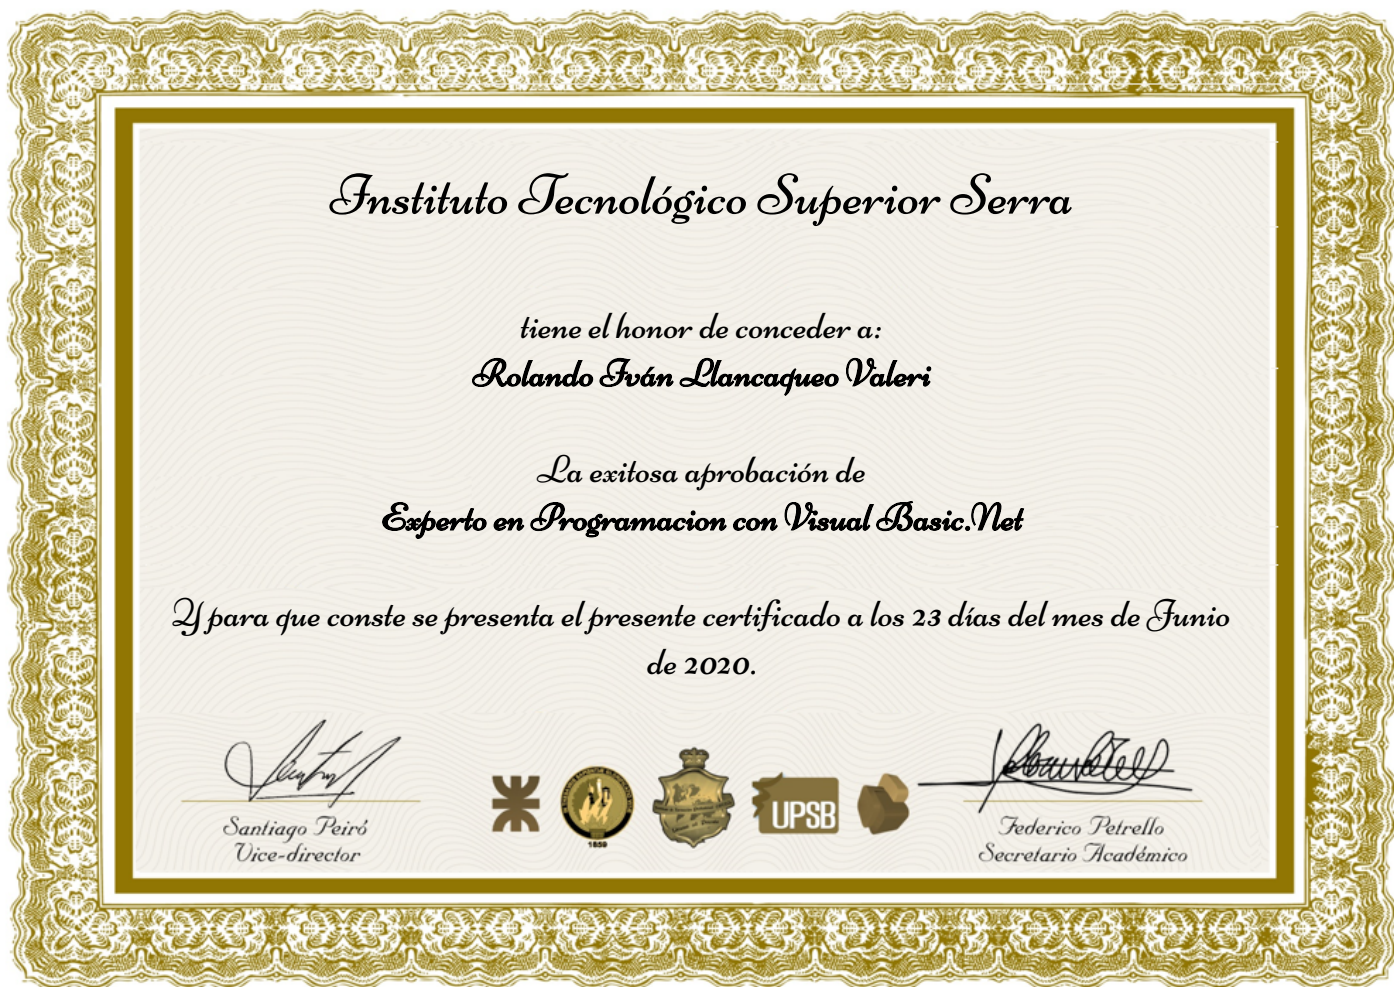 Instituto Tecnológico Superior Serra
tiene el honor de conceder a:
Rolando Iván Llancaqueo Valeri
La exitosa aprobación de
Experto en Programacion con Visual Basic.Net
Y para que conste se presenta el presente certificado a los 23 días del mes de Junio
de 2020.
UPSB
1859
Santiago Peiró
Vice-director
Federico Petrello
Secretario Académico